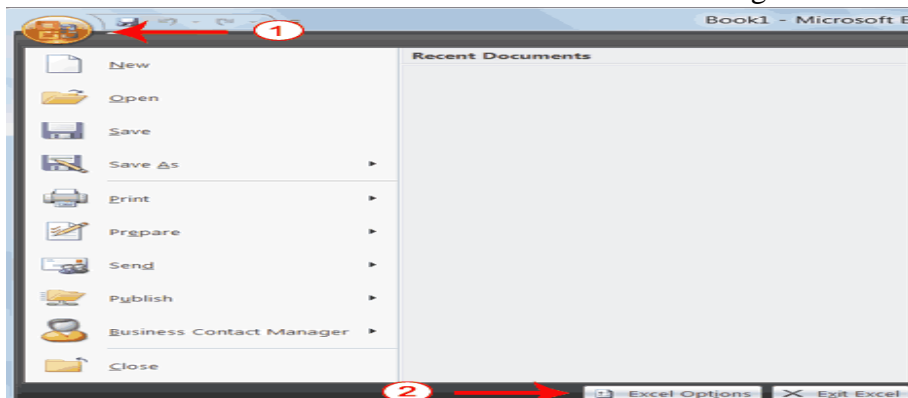 Book1 - Microsoft E
1
Recent Documents
New
Open
Save
Save As
Print
Prepare
Send
Publish
Business Contact Manager
Close
2
Excel Options
Exit Excel